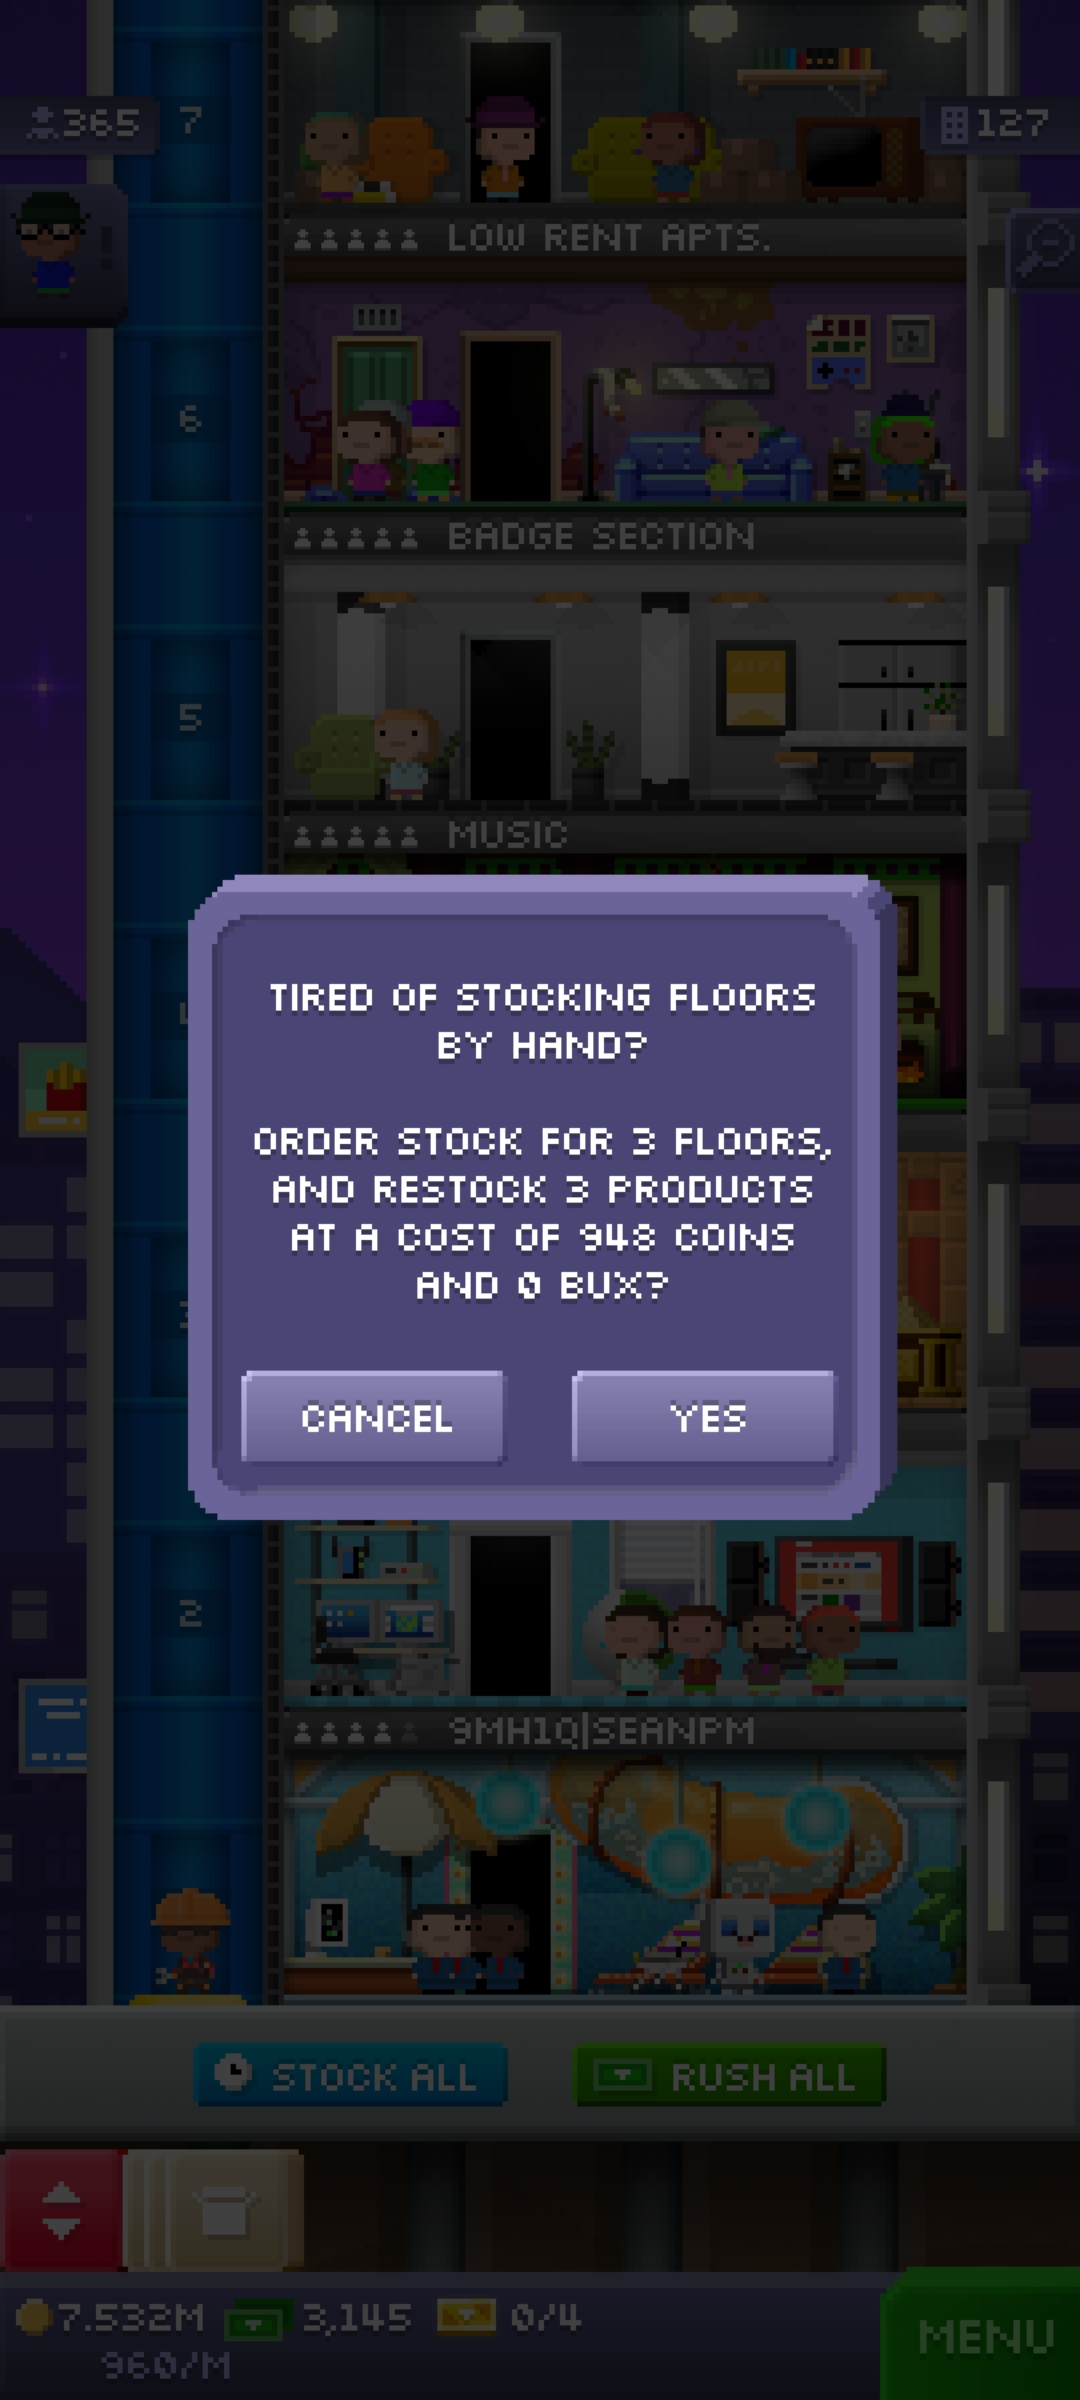 365
7
127
LOW RENT APTS.
6
BADGE SECTION
5
MUSIC
TIRED OF STOCKING FLOORS
BY HAND?
ORDER STOCK FOR 3 FLOORS,
AND RESTOCK 3 PRODUCTS
AT A COST OF 948 COINS
AND 0 BUX?
CANCEL
YES
2
9MH1Q|SEANPM
STOCK ALL
RUSH ALL
7.532M
3,145
0/4
960/M
MENU